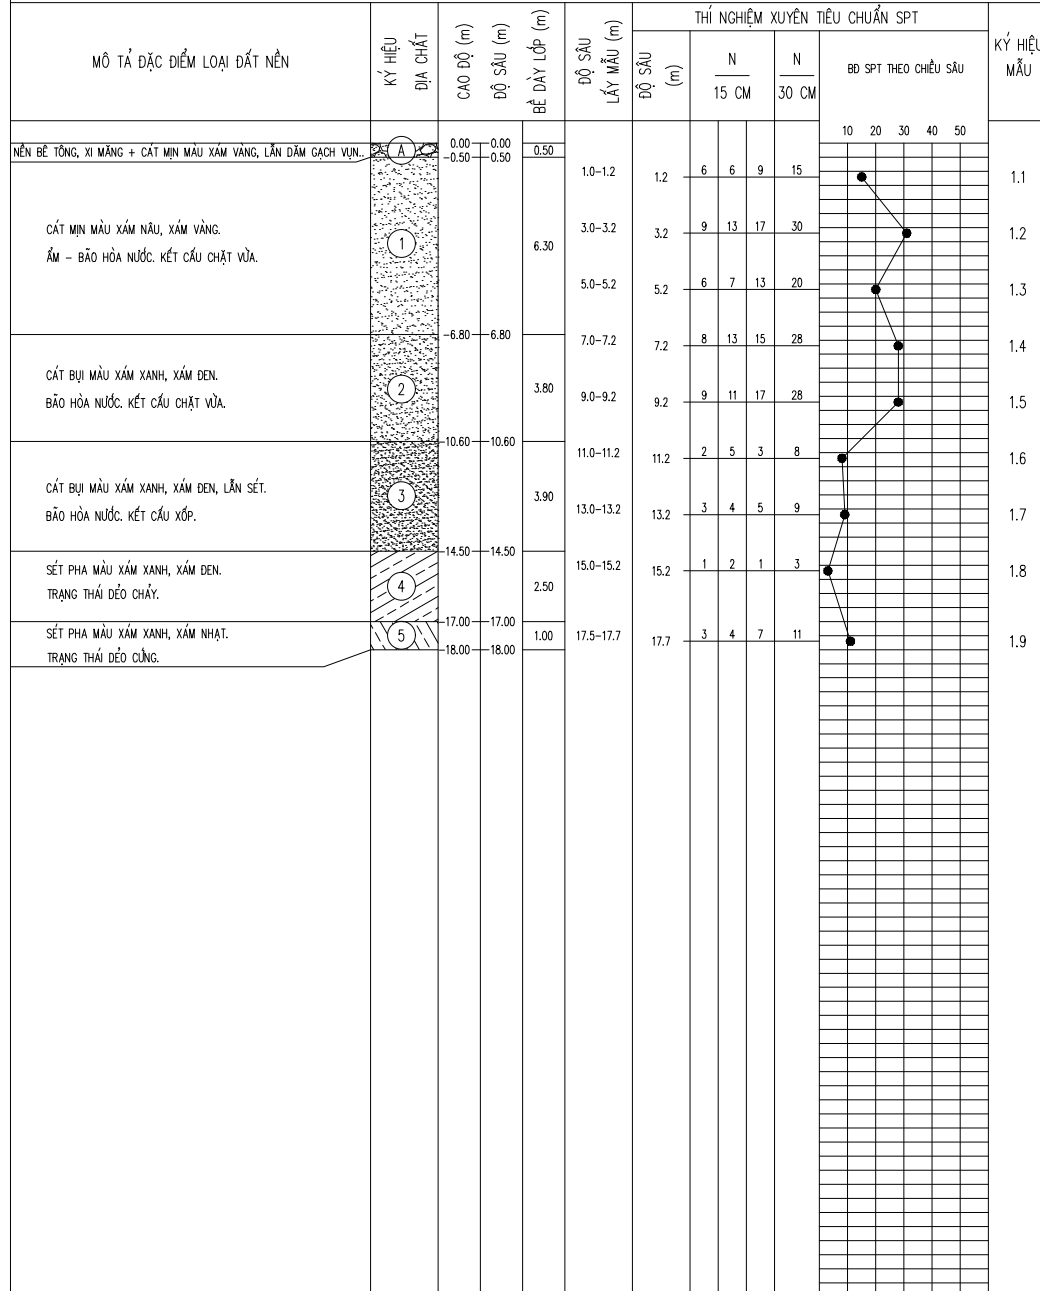 MÔ TẢ ĐẶC ĐIỂM LOẠI ĐẤT NỀN
KÝ HIỆU
ĐỊA CHẤT
CAO ĐỘ (m)
ĐỘ SÂU (m)
BỀ DÀY LỚP (m)
ĐỘ SÂU
LẤY MẪU (m)
THÍ NGHIỆM XUYÊN TIÊU CHUẨN SPT
ĐỘ SÂU
(m)
N
15 CM
N
30 CM
BĐ SPT THEO CHIỀU SÂU
KÝ HIỆU
MẪU
10 20 30 40 50
0.00 0.00
NỀN BÊ TÔNG, XI MĂNG + CÁT MỊN MÀU XÁM VÀNG, LẪN DĂM GẠCH VỤN.. A 0.50
-0.50 0.50
1.0-1.2 1.2 6 6 9 15 1.1
CÁT MỊN MÀU XÁM NÂU, XÁM VÀNG. 3.0-3.2 3.2 9 13 17 30 1.2
1 6.30
ẨM – BÃO HÒA NƯỚC. KẾT CẤU CHẶT VỪA.
5.0-5.2 5.2 6 7 13 20 1.3
-6.80 6.80
7.0-7.2 7.2 8 13 15 28 1.4
CÁT BỤI MÀU XÁM XANH, XÁM ĐEN.
2 3.80
BÃO HÒA NƯỚC. KẾT CẤU CHẶT VỪA. 9.0-9.2 9.2 9 11 17 28 1.5
-10.60 10.60
11.0-11.2 11.2 2 5 3 8 1.6
CÁT BỤI MÀU XÁM XANH, XÁM ĐEN, LẪN SÉT.
3 3.90
BÃO HÒA NƯỚC. KẾT CẤU XỐP. 13.0-13.2 13.2 3 4 5 9 1.7
-14.50 14.50
SÉT PHA MÀU XÁM XANH, XÁM ĐEN. 15.0-15.2 15.2 1 2 1 3 1.8
4 2.50
TRẠNG THÁI DẺO CHẢY.
-17.00 17.00
SÉT PHA MÀU XÁM XANH, XÁM NHẠT. 5 1.00 17.5-17.7 17.7 3 4 7 11 1.9
-18.00 18.00
TRẠNG THÁI DẺO CỨNG.